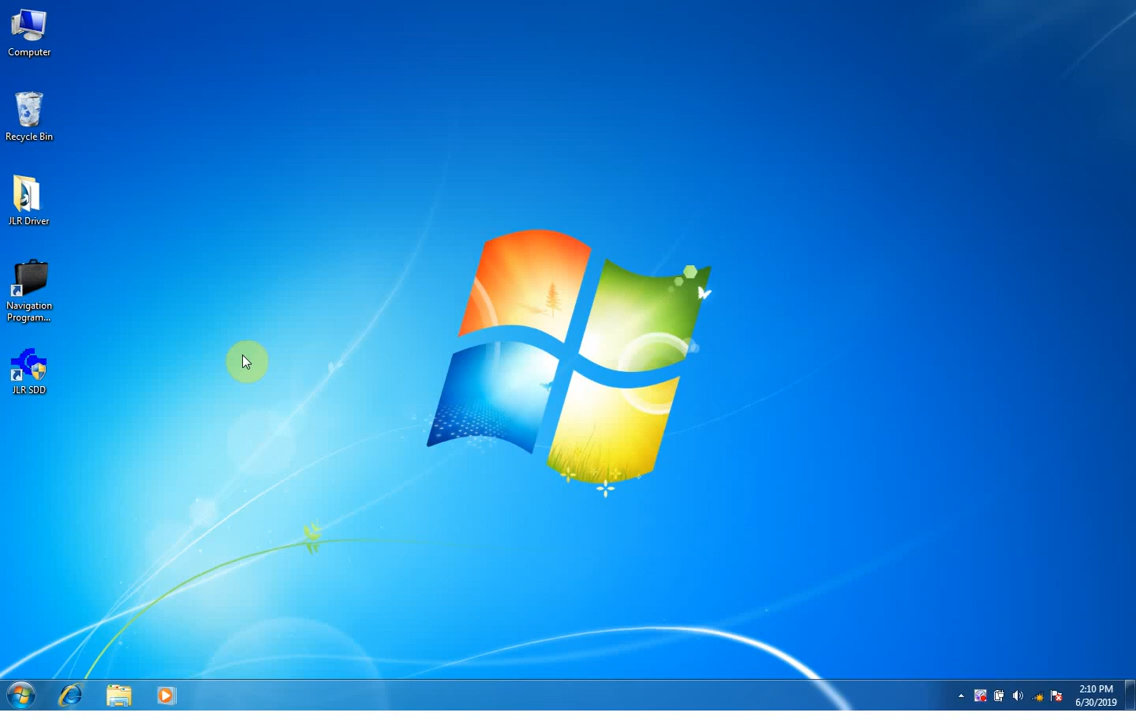 Computer
Recycle Bin
JLR Driver
Navigation
Program...
JLR SDD
2:10 PM
6/30/2019